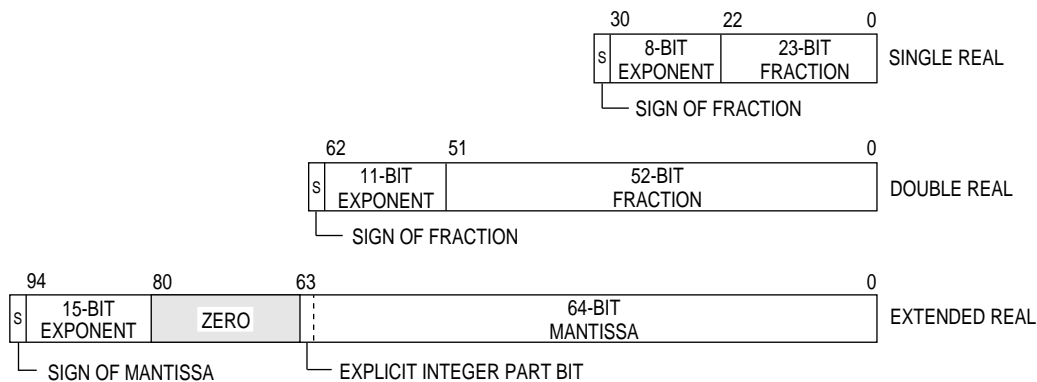 30 22 0
S 8-BIT EXPONENT 23-BIT FRACTION SINGLE REAL
SIGN OF FRACTION
62 51 0
S 11-BIT EXPONENT 52-BIT FRACTION DOUBLE REAL
SIGN OF FRACTION
94 80 63 0
S 15-BIT EXPONENT ZERO 64-BIT MANTISSA EXTENDED REAL
SIGN OF MANTISSA EXPLICIT INTEGER PART BIT